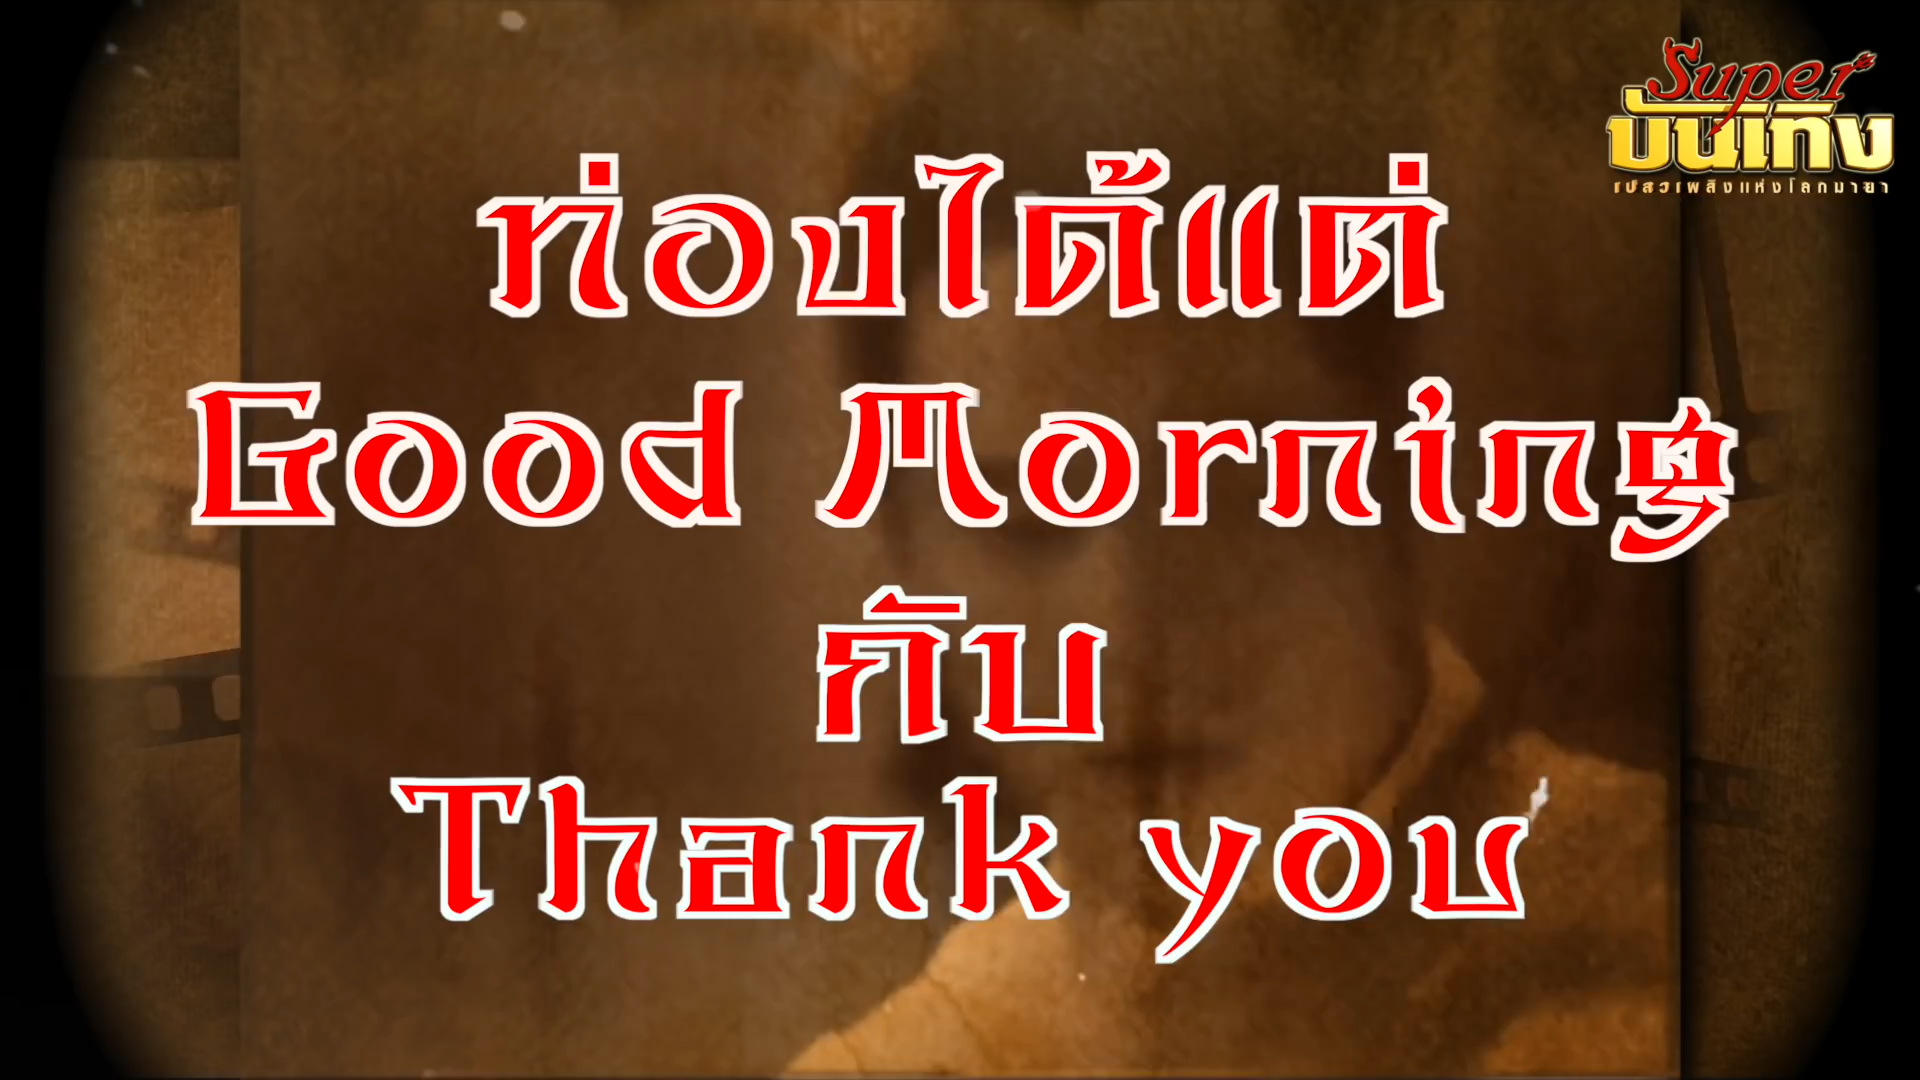 Super
บันเทิง
เปลวเพลิงแห่งโลกมายา
ท่องได้แต่
Good Morning
กับ
Thank you